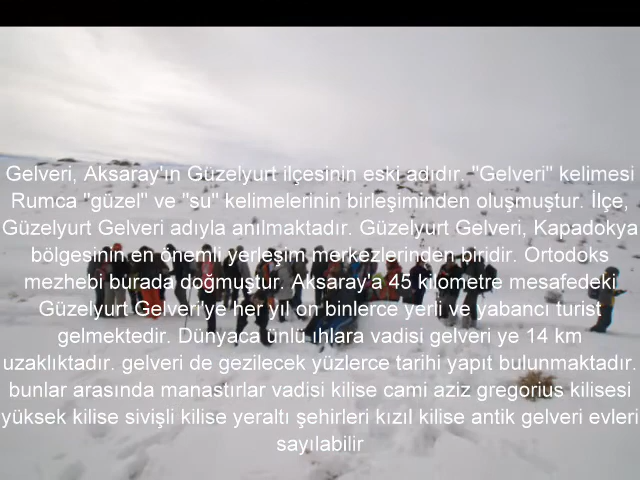 Gelveri, Aksaray'ın Güzelyurt ilçesinin eski adıdır. "Gelveri" kelimesi
Rumca "güzel" ve "su" kelimelerinin birleşiminden oluşmuştur. İlçe,
Güzelyurt Gelveri adıyla anılmaktadır. Güzelyurt Gelveri, Kapadokya
bölgesinin en önemli yerleşim merkezlerinden biridir. Ortodoks
mezhebi burada doğmuştur. Aksaray'a 45 kilometre mesafedeki
Güzelyurt Gelveri'ye her yıl on binlerce yerli ve yabancı turist
gelmektedir. Dünyaca ünlü ıhlara vadisi gelveri ye 14 km
uzaklıktadır. gelveri de gezilecek yüzlerce tarihi yapıt bulunmaktadır.
bunlar arasında manastırlar vadisi kilise cami aziz gregorius kilisesi
yüksek kilise sivişli kilise yeraltı şehirleri kızıl kilise antik gelveri evleri
sayılabilir